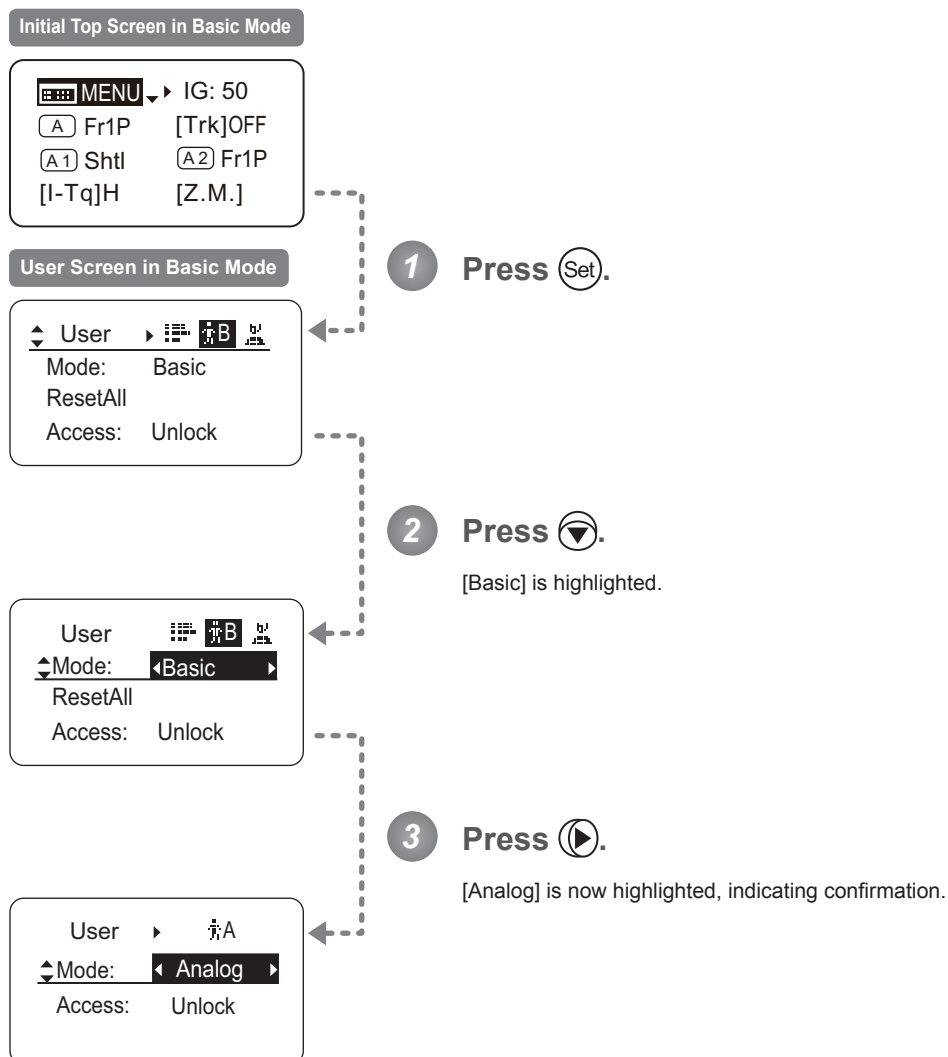 Initial Top Screen in Basic Mode
MENU IG: 50
A Fr1P [Trk]OFF
A1 Shtl A2 Fr1P
[I-Tq]H [Z.M.]
1 Press Set.
User Screen in Basic Mode
User B
Mode: Basic
ResetAll
Access: Unlock
2 Press .
[Basic] is highlighted.
User B
Mode: Basic
ResetAll
Access: Unlock
3 Press .
[Analog] is now highlighted, indicating confirmation.
User A
Mode: Analog
Access: Unlock